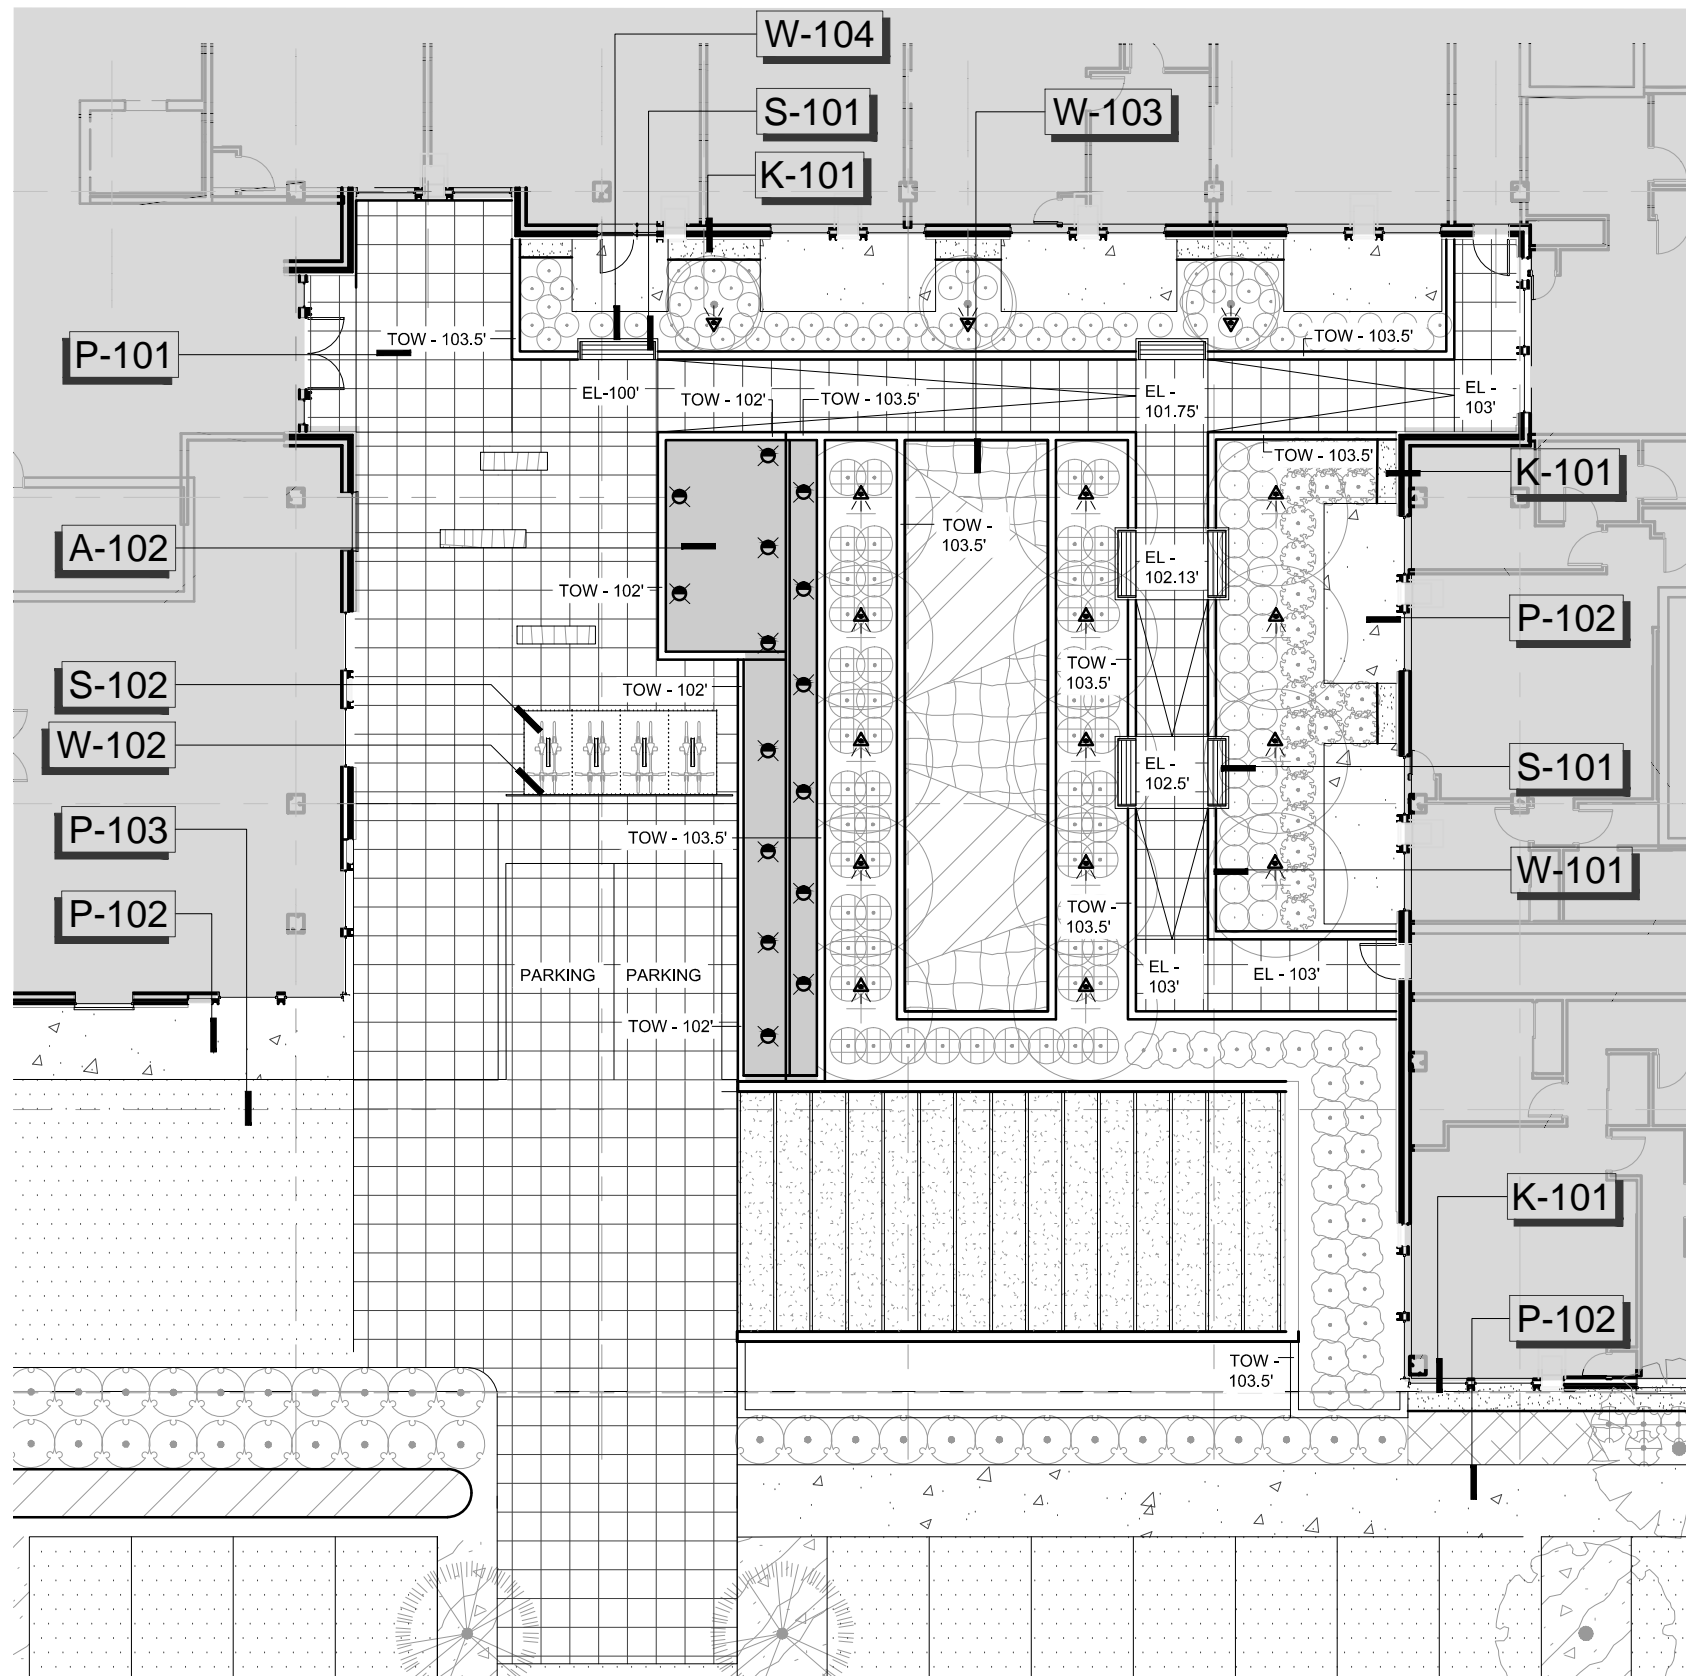 W-104
S-101
W-103
K-101
P-101
TOW - 103.5'
TOW - 103.5'
EL-100'
TOW - 102'
TOW - 103.5'
EL -
101.75'
EL -
103'
TOW - 103.5'
K-101
A-102
TOW -
103.5'
EL -
102.13'
TOW - 102'
P-102
TOW -
103.5'
S-102
TOW - 102'
W-102
EL -
102.5'
S-101
P-103
TOW - 103.5'
W-101
P-102
TOW -
103.5'
PARKING
PARKING
EL -
103'
EL - 103'
TOW - 102'
K-101
P-102
TOW -
103.5'